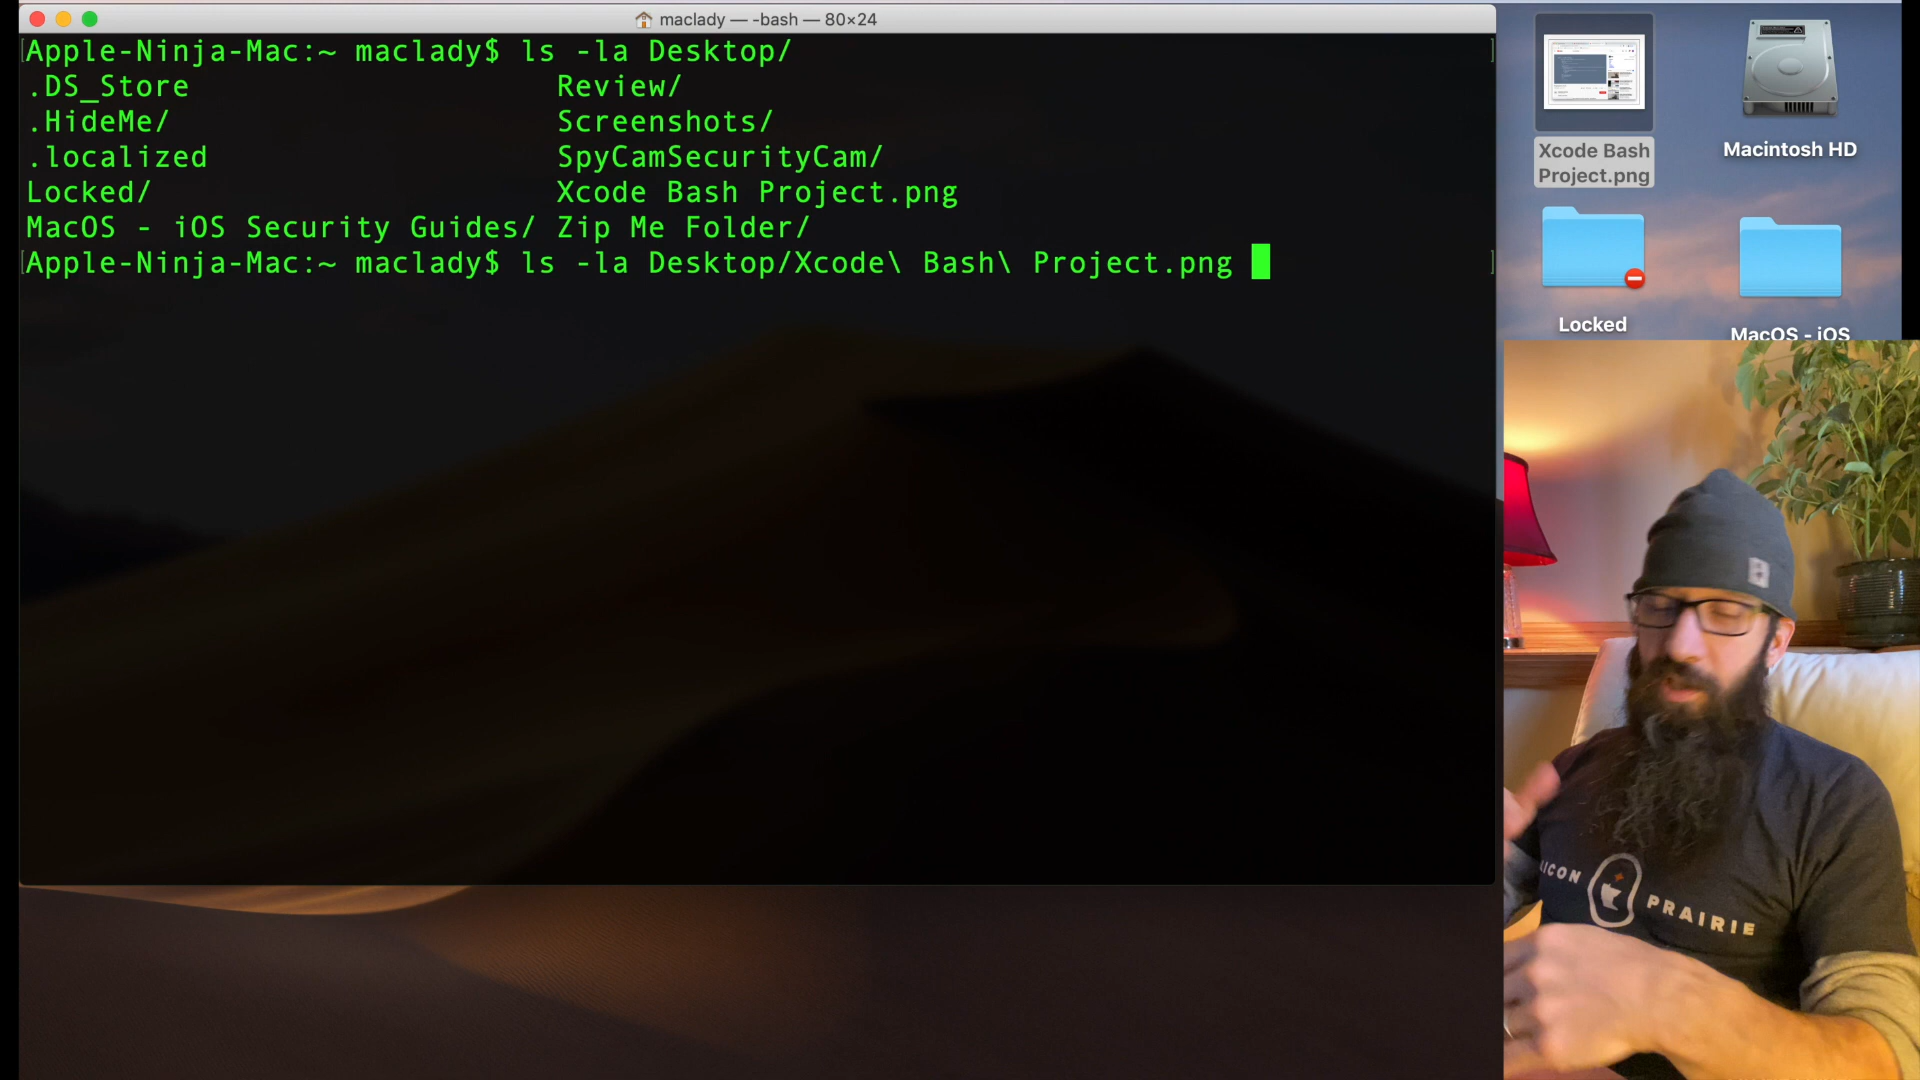 maclady — -bash — 80×24
Apple-Ninja-Mac:~ maclady$ ls -la Desktop/
.DS_Store Review/
.HideMe/ Screenshots/
.localized SpyCamSecurityCam/
Locked/ Xcode Bash Project.png
MacOS - iOS Security Guides/ Zip Me Folder/
Apple-Ninja-Mac:~ maclady$ ls -la Desktop/Xcode\ Bash\ Project.png
Xcode Bash
Project.png
Macintosh HD
Locked
MacOS - iOS
LICON
PRAIRIE